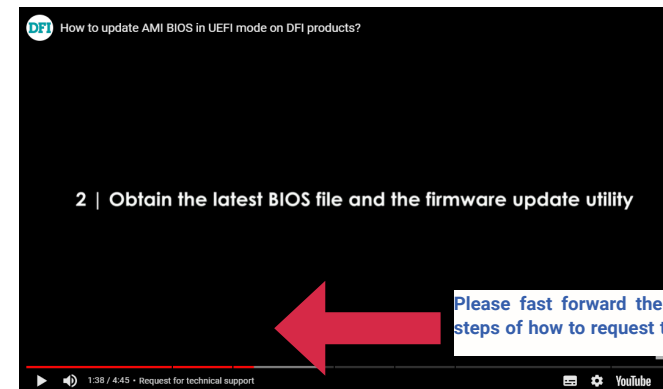 DFI How to update AMI BIOS in UEFI mode on DFI products?
2 | Obtain the latest BIOS file and the firmware update utility
Please fast forward the
steps of how to request
1:38 / 4:45 • Request for technical support
YouTube